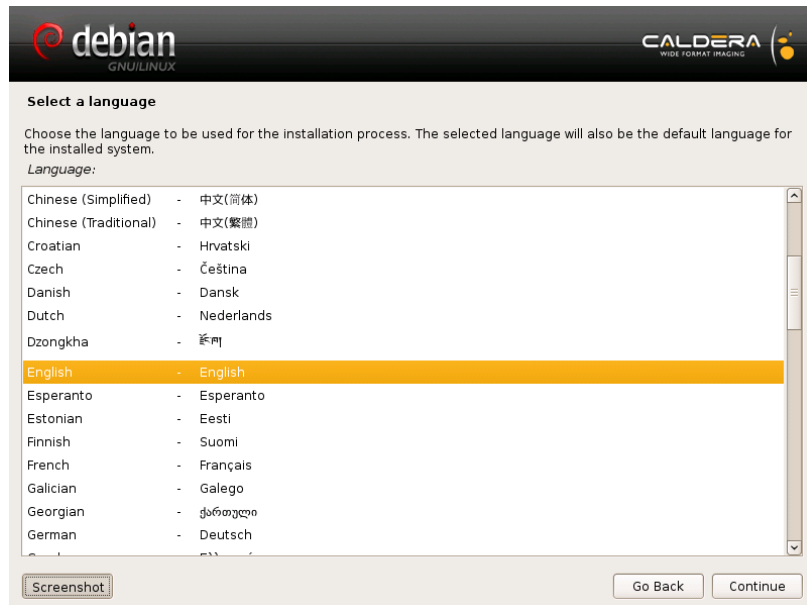 debian
GNU/LINUX
CALDERA
WIDE FORMAT IMAGING
Select a language
Choose the language to be used for the installation process. The selected language will also be the default language for
the installed system.
Language:
Chinese (Simplified) - 中文(简体)
Chinese (Traditional) - 中文(繁體)
Croatian - Hrvatski
Czech - Čeština
Danish - Dansk
Dutch - Nederlands
Dzongkha - རྫོང་ཁ།
English - English
Esperanto - Esperanto
Estonian - Eesti
Finnish - Suomi
French - Français
Galician - Galego
Georgian - ქართული
German - Deutsch
Screenshot
Go Back
Continue